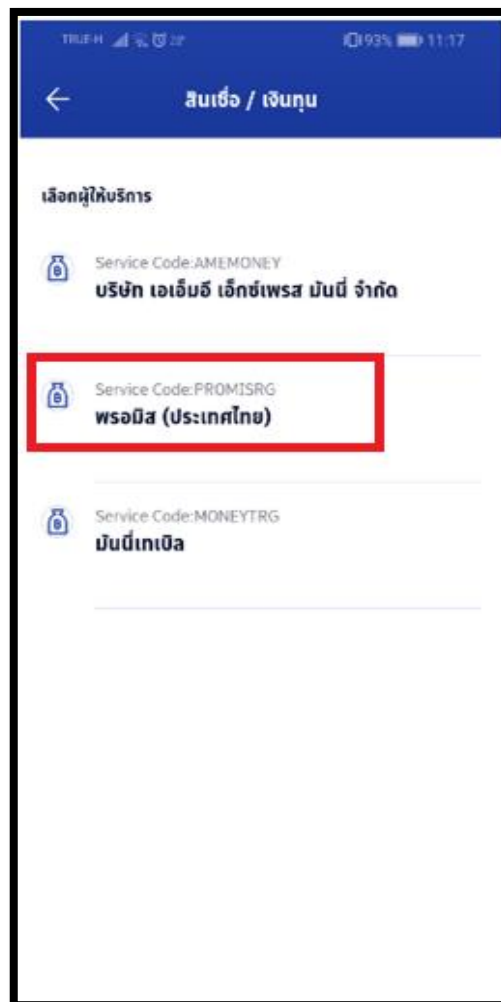 TRUE-H 93% 11:17
สินเชื่อ / เงินทุน
เลือกผู้ให้บริการ
Service Code:AMEMONEY
บริษัท เอเอ็มอี เอ็กซ์เพรส มันนี่ จำกัด
Service Code:PROMISRG
พรอมิส (ประเทศไทย)
Service Code:MONEYTRG
มันนี่เทเบิล